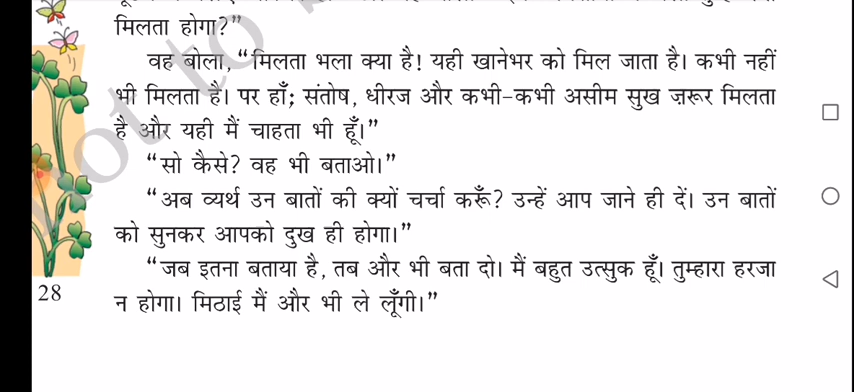 मिलता होगा?”
वह बोला, “मिलता भला क्या है! यही खानेभर को मिल जाता है। कभी नहीं
भी मिलता है। पर हाँ; संतोष, धीरज और कभी-कभी असीम सुख ज़रूर मिलता
है और यही मैं चाहता भी हूँ।”
“सो कैसे? वह भी बताओ।”
“अब व्यर्थ उन बातों की क्यों चर्चा करूँ? उन्हें आप जाने ही दें। उन बातों
को सुनकर आपको दुख ही होगा।”
“जब इतना बताया है, तब और भी बता दो। मैं बहुत उत्सुक हूँ। तुम्हारा हरजा
28
न होगा। मिठाई मैं और भी ले लूँगी।”
not to